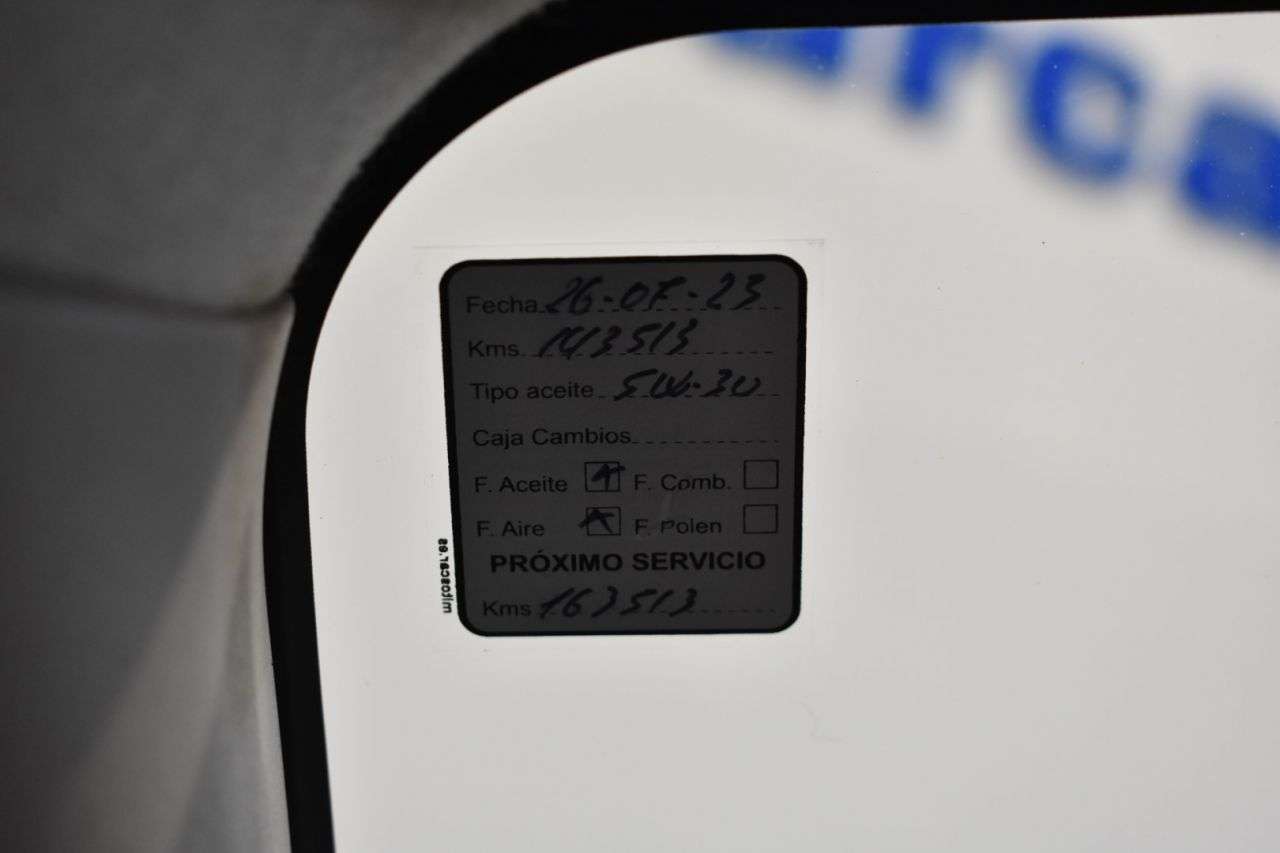 Fecha 26-07-23
Kms. 143513
Tipo aceite 5W-30
Caja Cambios
F. Aceite F. Comb.
F. Aire F. Polen
PRÓXIMO SERVICIO
Kms 163513